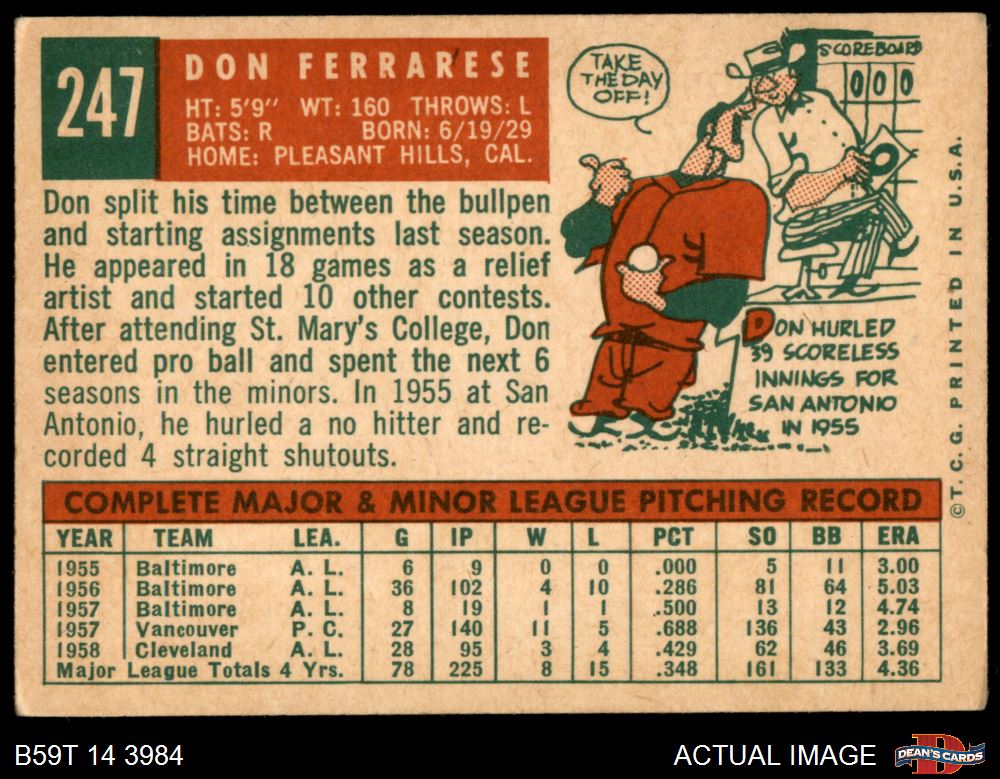 247
DON FERRARESE
HT: 5'9" WT: 160 THROWS: L
BATS: R BORN: 6/19/29
HOME: PLEASANT HILLS, CAL.
Don split his time between the bullpen
and starting assignments last season.
He appeared in 18 games as a relief
artist and started 10 other contests.
After attending St. Mary's College, Don
entered pro ball and spent the next 6
seasons in the minors. In 1955 at San
Antonio, he hurled a no hitter and re-
corded 4 straight shutouts.
TAKE
THE DAY
OFF!
SCOREBOARD
000
DON HURLED
39 SCORELESS
INNINGS FOR
SAN ANTONIO
IN 1955
© T. C. G. PRINTED IN U. S. A.
COMPLETE MAJOR & MINOR LEAGUE PITCHING RECORD
YEAR TEAM LEA. G IP W L PCT SO BB ERA
1955 Baltimore A. L. 6 9 0 0 .000 5 11 3.00
1956 Baltimore A. L. 36 102 4 10 .286 81 64 5.03
1957 Baltimore A. L. 8 19 1 1 .500 13 12 4.74
1957 Vancouver P. C. 27 140 11 5 .688 136 43 2.96
1958 Cleveland A. L. 28 95 3 4 .429 62 46 3.69
Major League Totals 4 Yrs. 78 225 8 15 .348 161 133 4.36
B59T 14 3984
ACTUAL IMAGE
DEAN'S CARDS